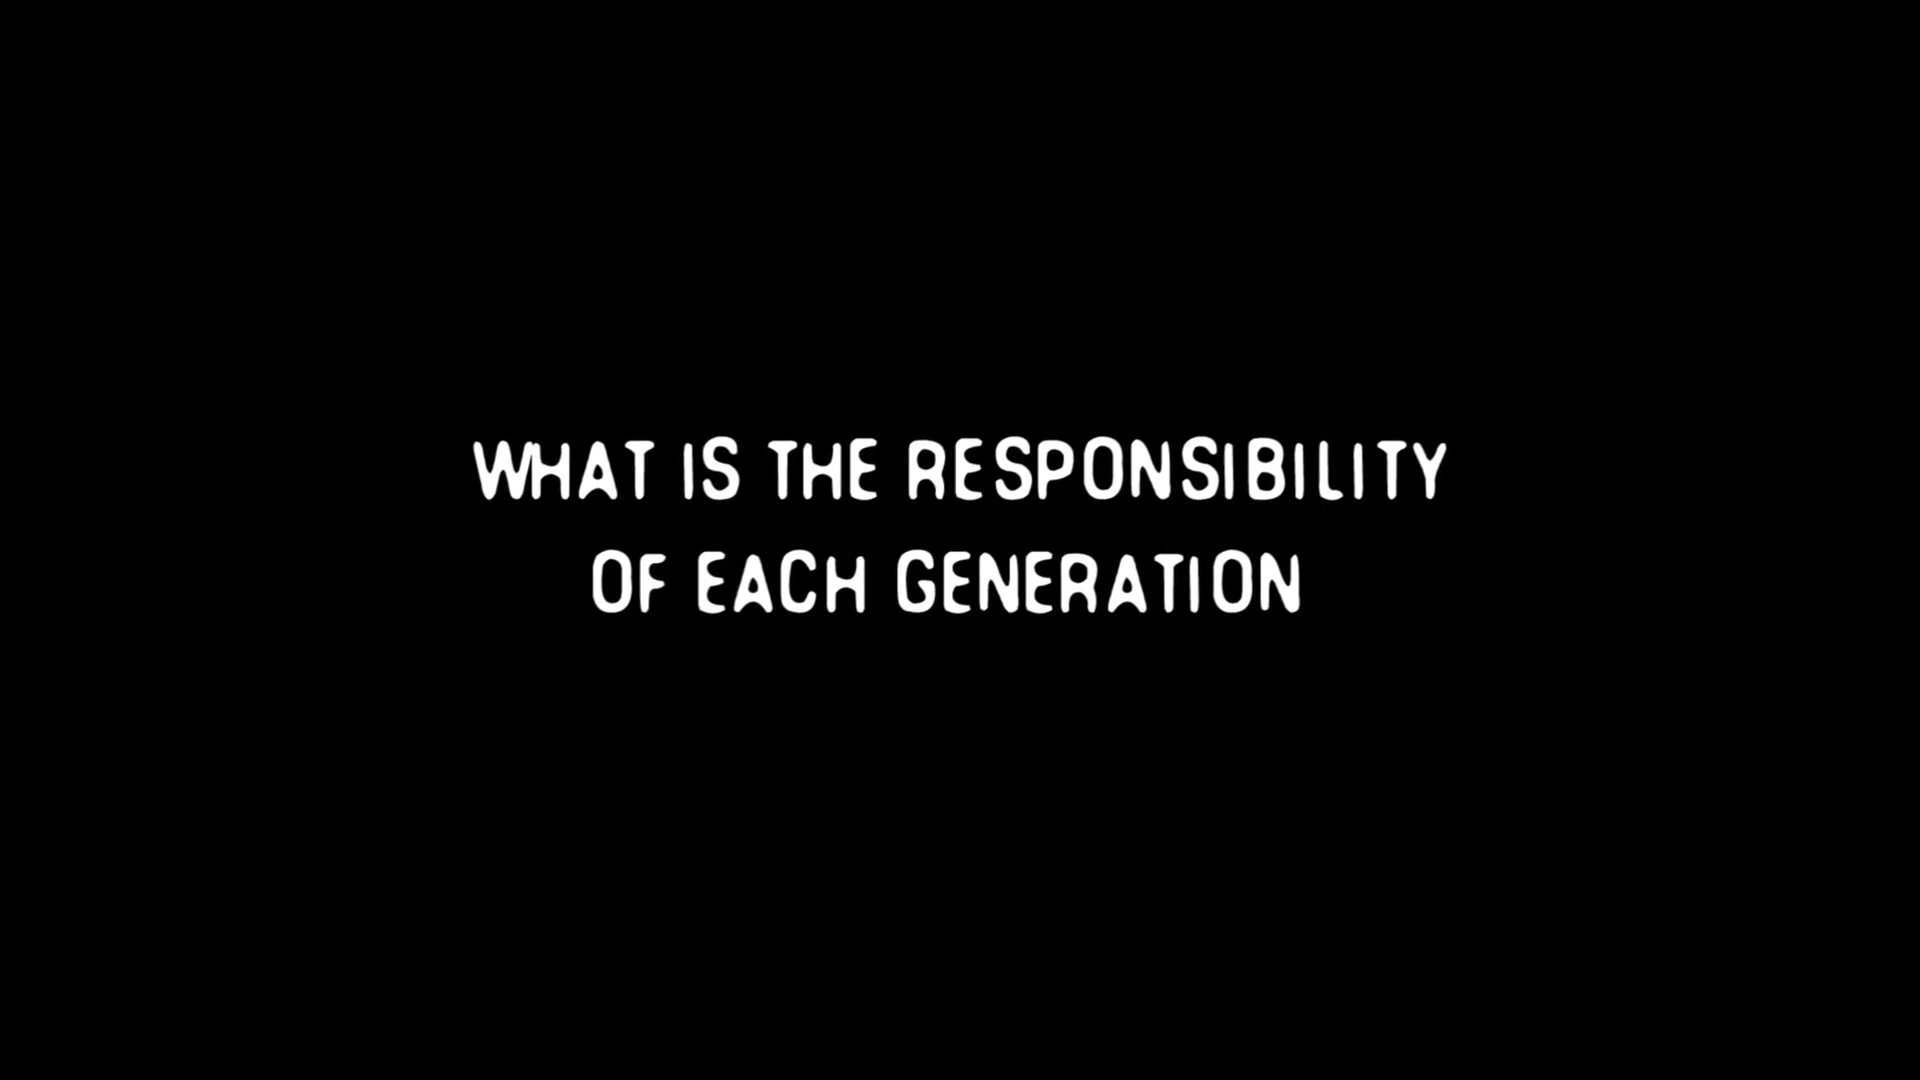 WHAT IS THE RESPONSIBILITY
OF EACH GENERATION